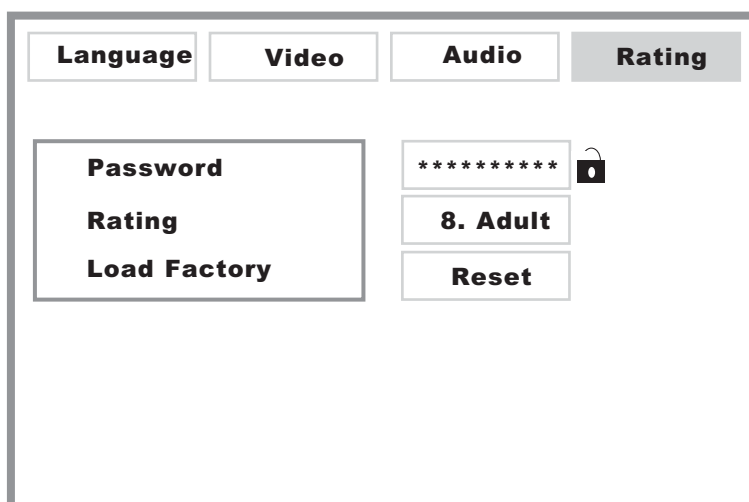 Language Video Audio Rating
Password **********
Rating 8. Adult
Load Factory Reset